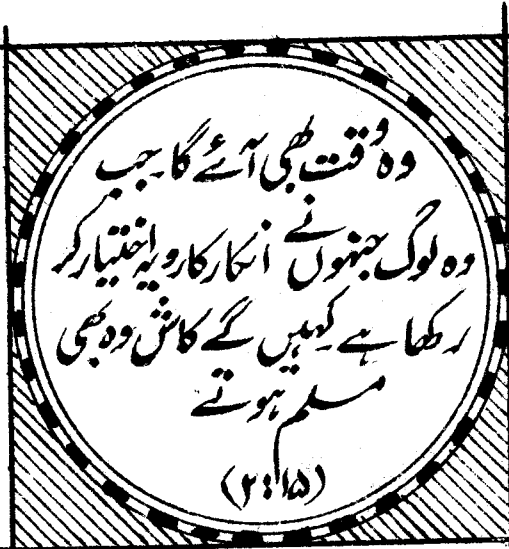 وہ وقت بھی آئے گا۔ جب
وہ لوگ جنہوں نے انکار کا رویہ اختیار کر
رکھا ہے کہیں گے کاش وہ بھی
مسلم ہوتے
(۲:۱۵)